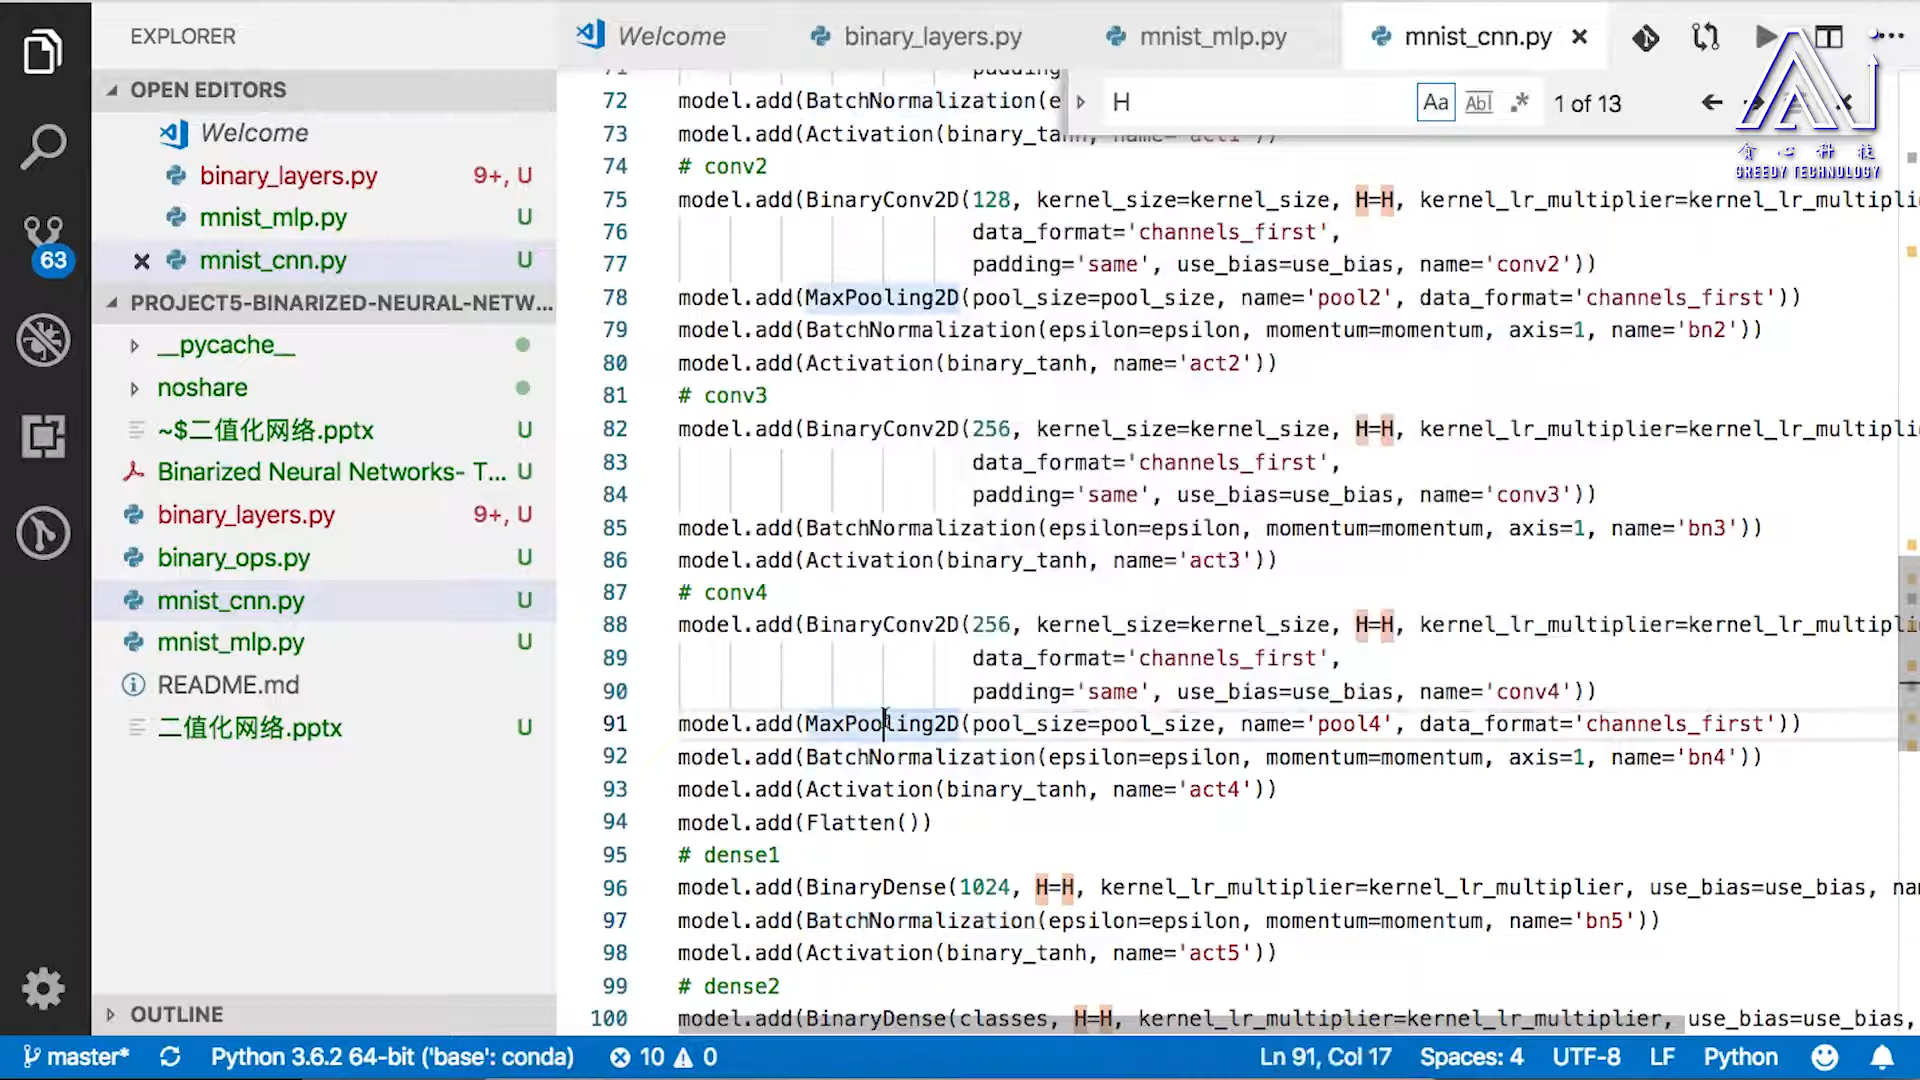 EXPLORER
Welcome
binary_layers.py
mnist_mlp.py
mnist_cnn.py
H
Aa
Abl
.*
1 of 13
OPEN EDITORS
Welcome
binary_layers.py 9+, U
mnist_mlp.py U
mnist_cnn.py U
PROJECT5-BINARIZED-NEURAL-NETW...
__pycache__
noshare
~$二值化网络.pptx U
Binarized Neural Networks- T... U
binary_layers.py 9+, U
binary_ops.py U
mnist_cnn.py U
mnist_mlp.py U
README.md
二值化网络.pptx U
OUTLINE
63
贪心科技
GREEDY TECHNOLOGY
71 padding
72 model.add(BatchNormalization(e
73 model.add(Activation(binary_tanh, name='act1'))
74 # conv2
75 model.add(BinaryConv2D(128, kernel_size=kernel_size, H=H, kernel_lr_multiplier=kernel_lr_multipli
76 data_format='channels_first',
77 padding='same', use_bias=use_bias, name='conv2'))
78 model.add(MaxPooling2D(pool_size=pool_size, name='pool2', data_format='channels_first'))
79 model.add(BatchNormalization(epsilon=epsilon, momentum=momentum, axis=1, name='bn2'))
80 model.add(Activation(binary_tanh, name='act2'))
81 # conv3
82 model.add(BinaryConv2D(256, kernel_size=kernel_size, H=H, kernel_lr_multiplier=kernel_lr_multipli
83 data_format='channels_first',
84 padding='same', use_bias=use_bias, name='conv3'))
85 model.add(BatchNormalization(epsilon=epsilon, momentum=momentum, axis=1, name='bn3'))
86 model.add(Activation(binary_tanh, name='act3'))
87 # conv4
88 model.add(BinaryConv2D(256, kernel_size=kernel_size, H=H, kernel_lr_multiplier=kernel_lr_multipli
89 data_format='channels_first',
90 padding='same', use_bias=use_bias, name='conv4'))
91 model.add(MaxPooling2D(pool_size=pool_size, name='pool4', data_format='channels_first'))
92 model.add(BatchNormalization(epsilon=epsilon, momentum=momentum, axis=1, name='bn4'))
93 model.add(Activation(binary_tanh, name='act4'))
94 model.add(Flatten())
95 # dense1
96 model.add(BinaryDense(1024, H=H, kernel_lr_multiplier=kernel_lr_multiplier, use_bias=use_bias, na
97 model.add(BatchNormalization(epsilon=epsilon, momentum=momentum, name='bn5'))
98 model.add(Activation(binary_tanh, name='act5'))
99 # dense2
100 model.add(BinaryDense(classes, H=H, kernel_lr_multiplier=kernel_lr_multiplier, use_bias=use_bias,
master* Python 3.6.2 64-bit ('base': conda) 10 0 Ln 91, Col 17 Spaces: 4 UTF-8 LF Python